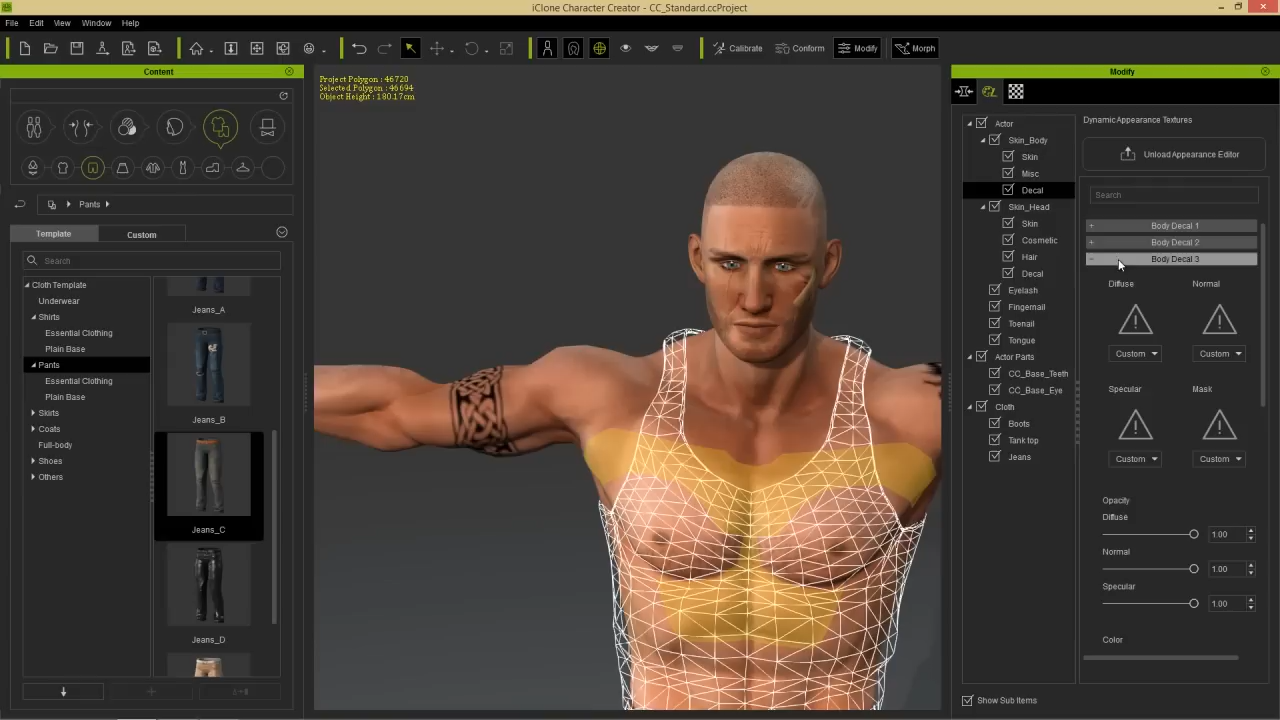 iClone Character Creator - CC_Standard.ccProject
File Edit View Window Help
Calibrate Conform Modify Morph
Content
Pants
Template Custom
Search
Cloth Template
Underwear
Shirts
Essential Clothing
Plain Base
Pants
Essential Clothing
Plain Base
Skirts
Coats
Full-body
Shoes
Others
Jeans_A
Jeans_B
Jeans_C
Jeans_D
Project Polygon : 46720
Selected Polygon : 46694
Object Height : 180.17cm
Modify
Actor
Skin_Body
Skin
Misc
Decal
Skin_Head
Skin
Cosmetic
Hair
Decal
Eyelash
Fingernail
Toenail
Tongue
Actor Parts
CC_Base_Teeth
CC_Base_Eye
Cloth
Boots
Tank top
Jeans
Show Sub Items
Dynamic Appearance Textures
Unload Appearance Editor
Search
+ Body Decal 1
+ Body Decal 2
- Body Decal 3
Diffuse Normal
Custom Custom
Specular Mask
Custom Custom
Opacity
Diffuse
1.00
Normal
1.00
Specular
1.00
Color